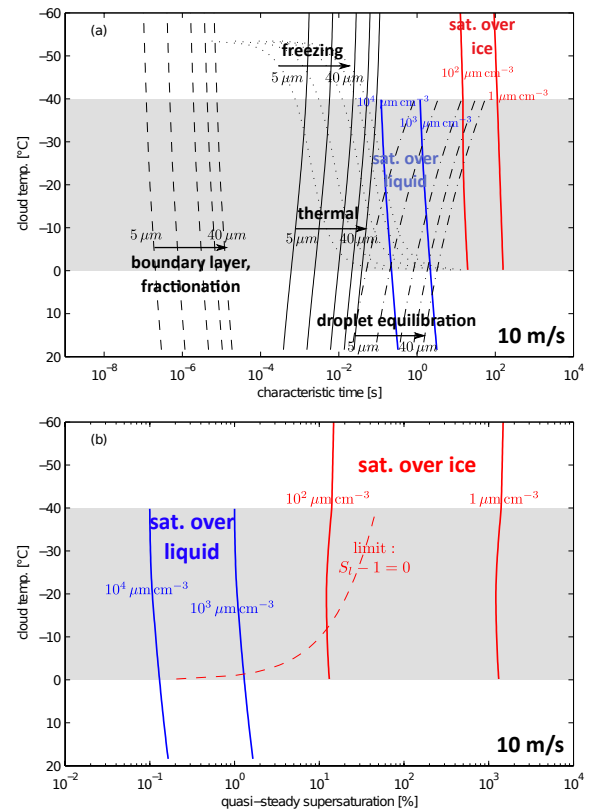 −60
(a)
sat. over
ice
−50
freezing
10² μm cm⁻³
5 μm
40 μm
−40
10⁴ μm cm⁻³
1 μm cm⁻³
10³ μm cm⁻³
−30
sat. over
liquid
cloud temp. [°C]
−20
thermal
−10
5 μm
40 μm
5 μm
40 μm
boundary layer,
fractionation
0
10
droplet equilibration
5 μm
40 μm
10 m/s
20
10⁻⁸ 10⁻⁶ 10⁻⁴ 10⁻² 10⁰ 10² 10⁴
characteristic time [s]
−60
(b)
sat. over ice
−50
10² μm cm⁻³
1 μm cm⁻³
−40
sat. over
liquid
limit :
−30
Sₗ − 1 = 0
10⁴ μm cm⁻³
cloud temp. [°C]
−20
10³ μm cm⁻³
−10
0
10
10 m/s
20
10⁻² 10⁻¹ 10⁰ 10¹ 10² 10³ 10⁴
quasi−steady supersaturation [%]